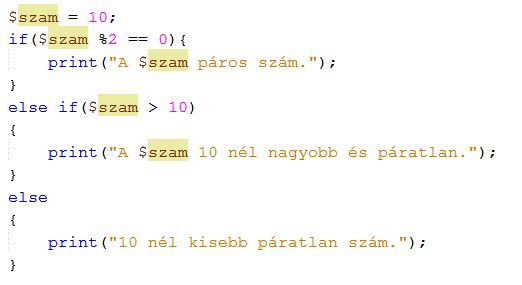 $szam = 10;
if($szam %2 == 0){
print("A $szam páros szám.");
}
else if($szam > 10)
{
print("A $szam 10 nél nagyobb és páratlan.");
}
else
{
print("10 nél kisebb páratlan szám.");
}